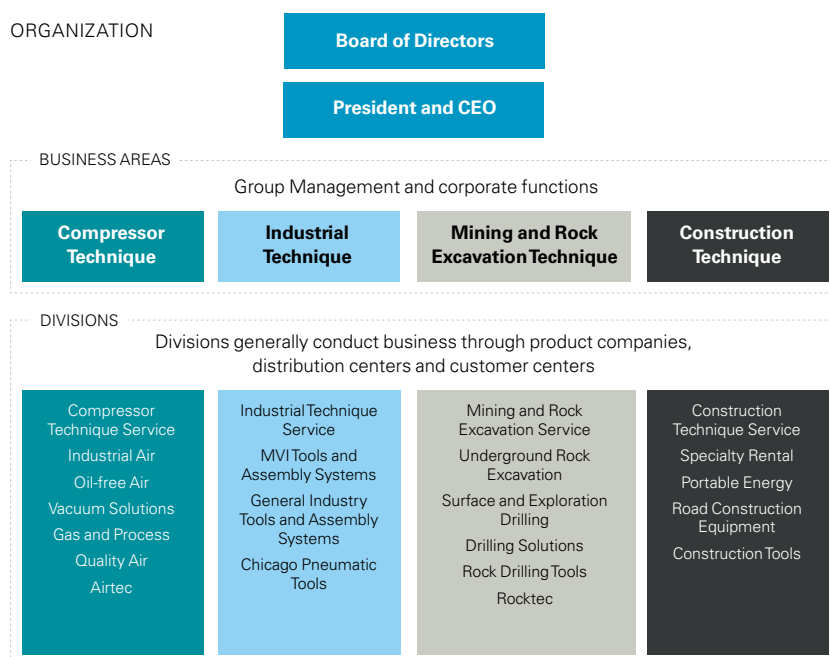 ORGANIZATION
Board of Directors
President and CEO
BUSINESS AREAS
Group Management and corporate functions
Compressor
Technique
Industrial
Technique
Mining and Rock
Excavation Technique
Construction
Technique
DIVISIONS
Divisions generally conduct business through product companies,
distribution centers and customer centers
Compressor
Technique Service
Industrial Air
Oil-free Air
Vacuum Solutions
Gas and Process
Quality Air
Airtec
Industrial Technique
Service
MVI Tools and
Assembly Systems
General Industry
Tools and Assembly
Systems
Chicago Pneumatic
Tools
Mining and Rock
Excavation Service
Underground Rock
Excavation
Surface and Exploration
Drilling
Drilling Solutions
Rock Drilling Tools
Rocktec
Construction
Technique Service
Specialty Rental
Portable Energy
Road Construction
Equipment
Construction Tools